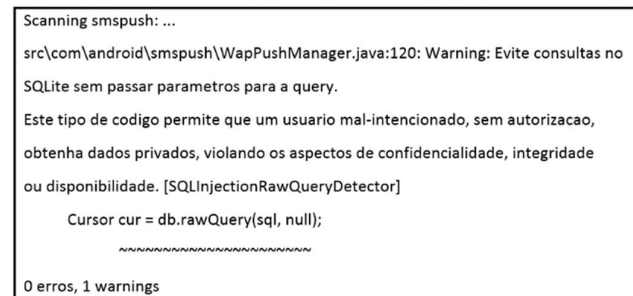 Scanning smspush: ...
src\com\android\smspush\WapPushManager.java:120: Warning: Evite consultas no
SQLite sem passar parametros para a query.
Este tipo de codigo permite que um usuario mal-intencionado, sem autorizacao,
obtenha dados privados, violando os aspectos de confidencialidade, integridade
ou disponibilidade. [SQLInjectionRawQueryDetector]
Cursor cur = db.rawQuery(sql, null);
~~~~~~~~~~~~~~~~~~~~~~
0 erros, 1 warnings